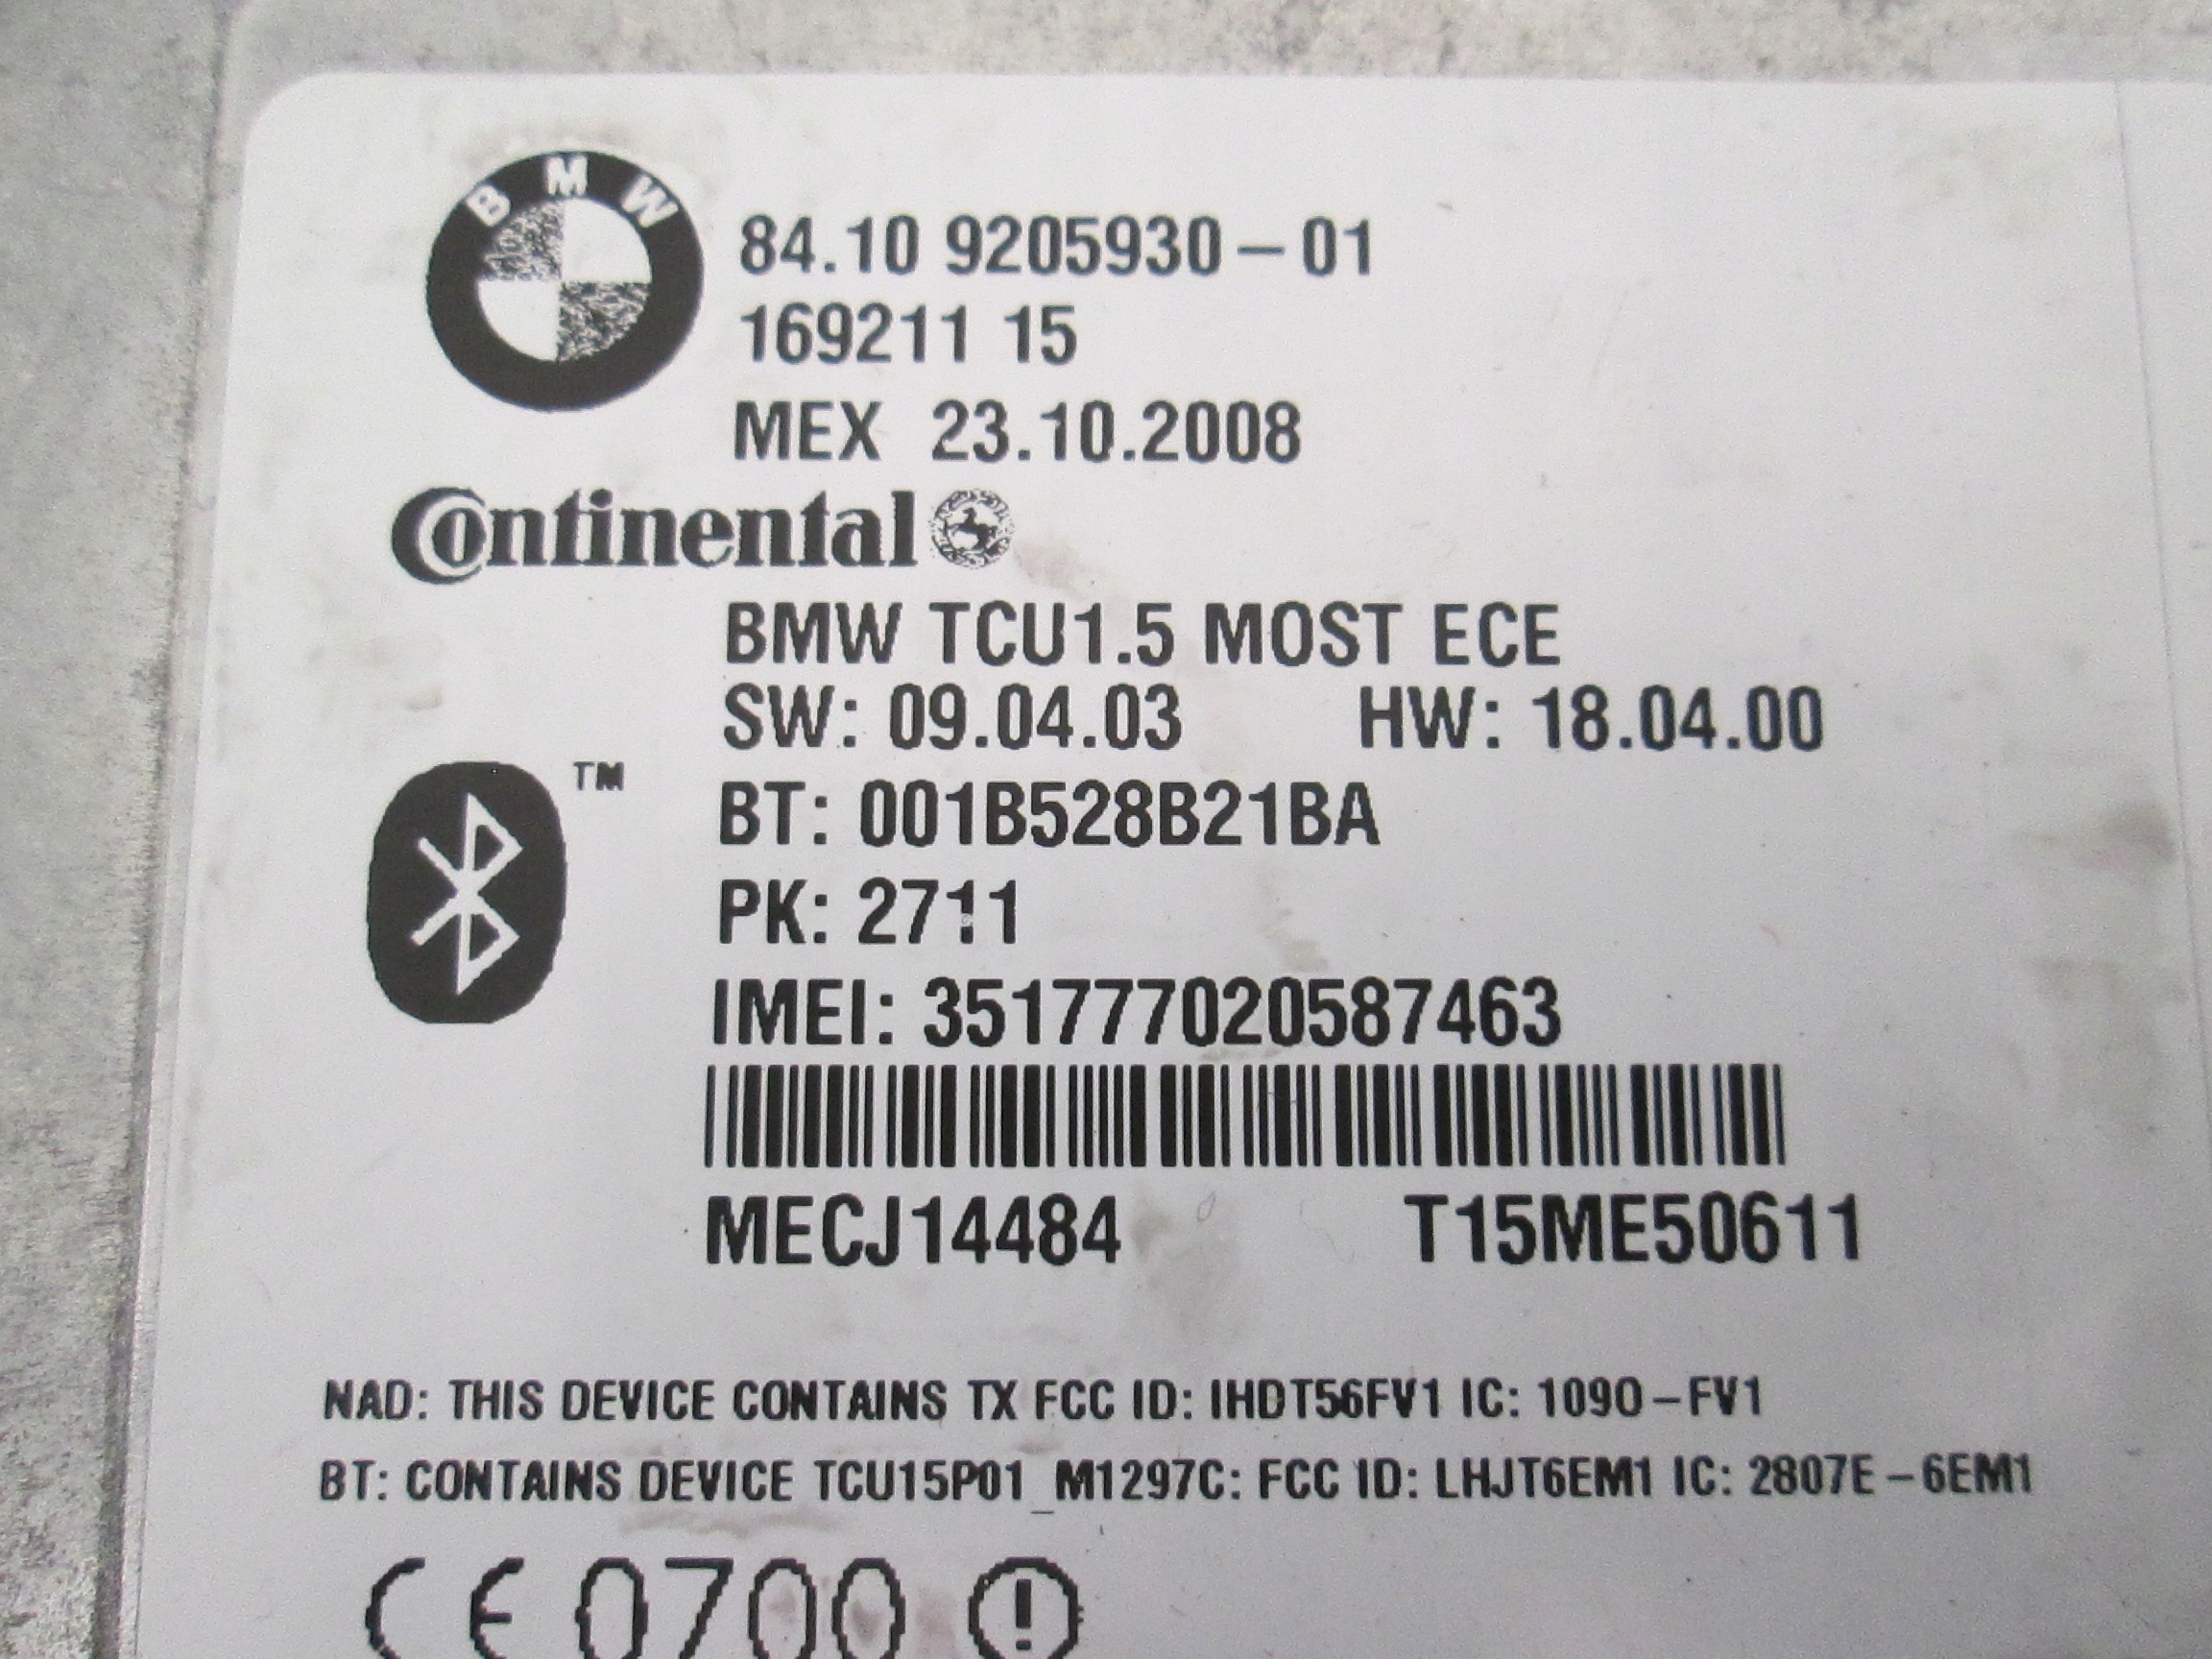 BMW
84.10 9205930-01
169211 15
MEX 23.10.2008
Continental
BMW TCU1.5 MOST ECE
SW: 09.04.03 HW: 18.04.00
TM
BT: 001B528B21BA
PK: 2711
IMEI: 351777020587463
MECJ14484 T15ME50611
NAD: THIS DEVICE CONTAINS TX FCC ID: IHDT56FV1 IC: 1090-FV1
BT: CONTAINS DEVICE TCU15P01_M1297C: FCC ID: LHJT6EM1 IC: 2807E-6EM1
CE 0700 !